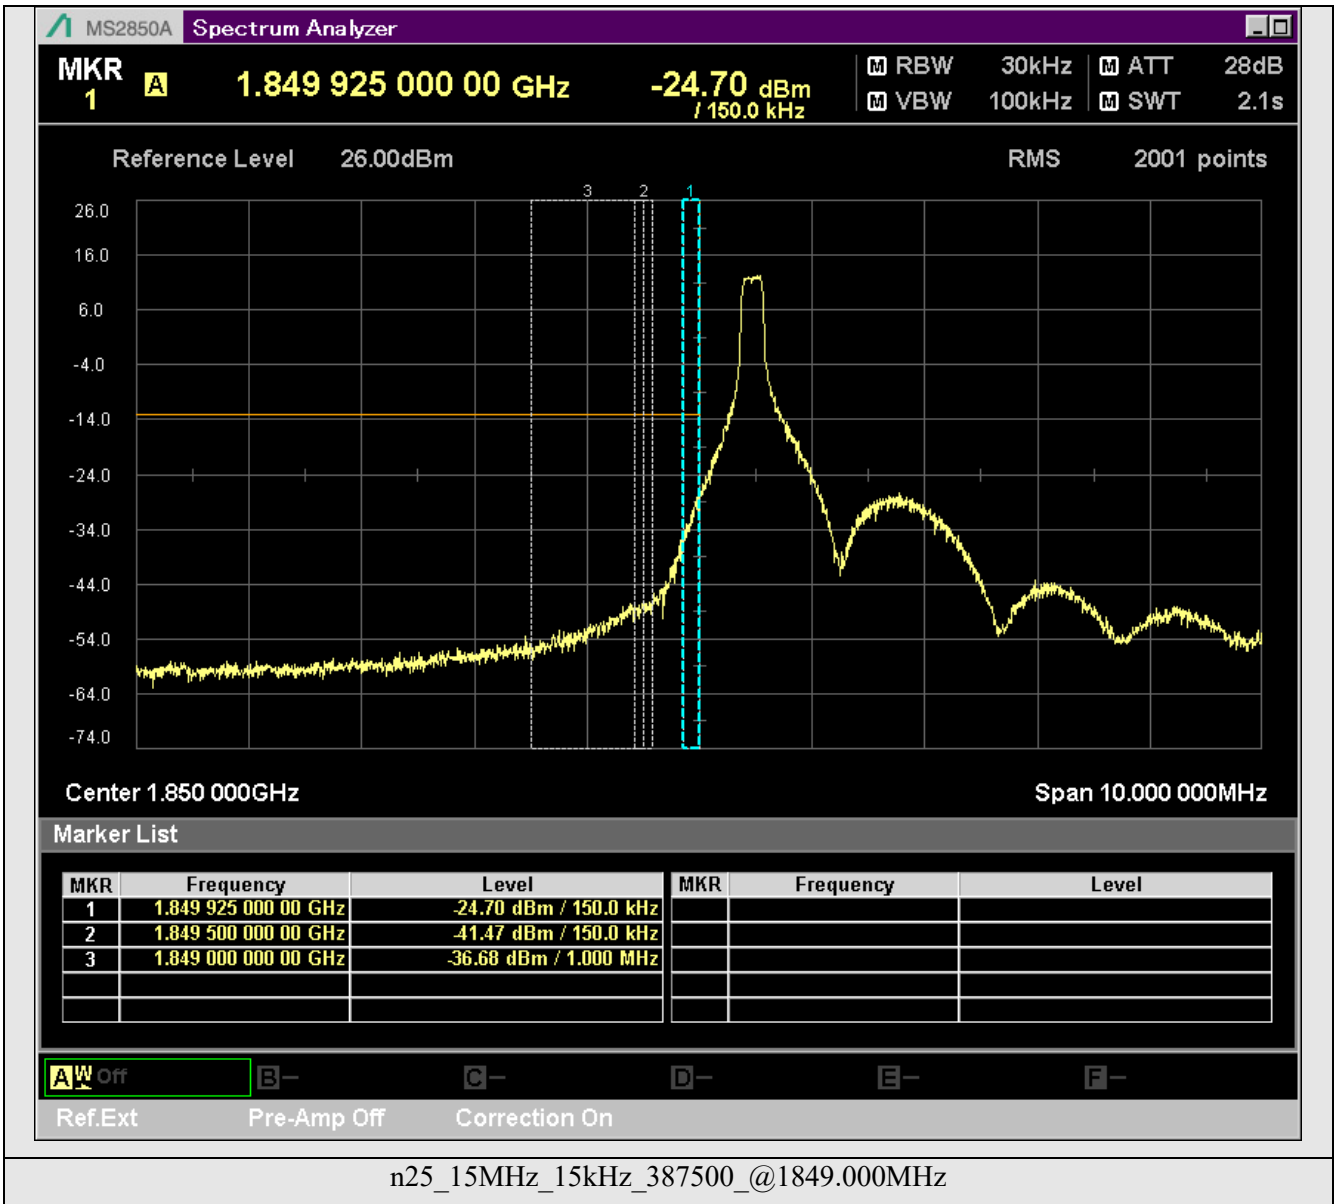 MS2850A Spectrum Analyzer
MKR 1 A 1.849 925 000 00 GHz -24.70 dBm / 150.0 kHz
M RBW 30kHz M ATT 28dB
M VBW 100kHz M SWT 2.1s
Reference Level 26.00dBm RMS 2001 points
3 2 1
26.0
16.0
6.0
-4.0
-14.0
-24.0
-34.0
-44.0
-54.0
-64.0
-74.0
Center 1.850 000GHz Span 10.000 000MHz
Marker List
MKR Frequency Level MKR Frequency Level
1 1.849 925 000 00 GHz -24.70 dBm / 150.0 kHz
2 1.849 500 000 00 GHz -41.47 dBm / 150.0 kHz
3 1.849 000 000 00 GHz -36.68 dBm / 1.000 MHz
A W Off B – C – D – E – F –
Ref.Ext Pre-Amp Off Correction On
n25_15MHz_15kHz_387500_@1849.000MHz